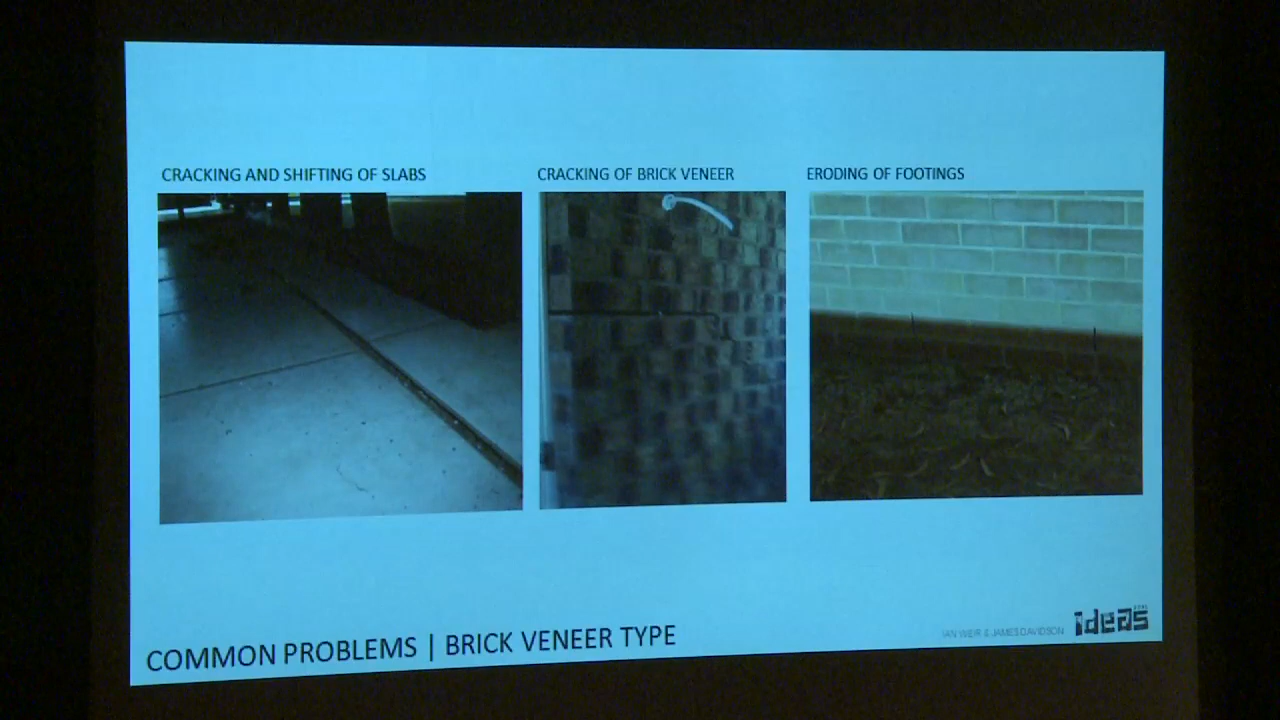 CRACKING AND SHIFTING OF SLABS
CRACKING OF BRICK VENEER
ERODING OF FOOTINGS
COMMON PROBLEMS | BRICK VENEER TYPE
IAN WEIR & JAMES DAVIDSON
ideas